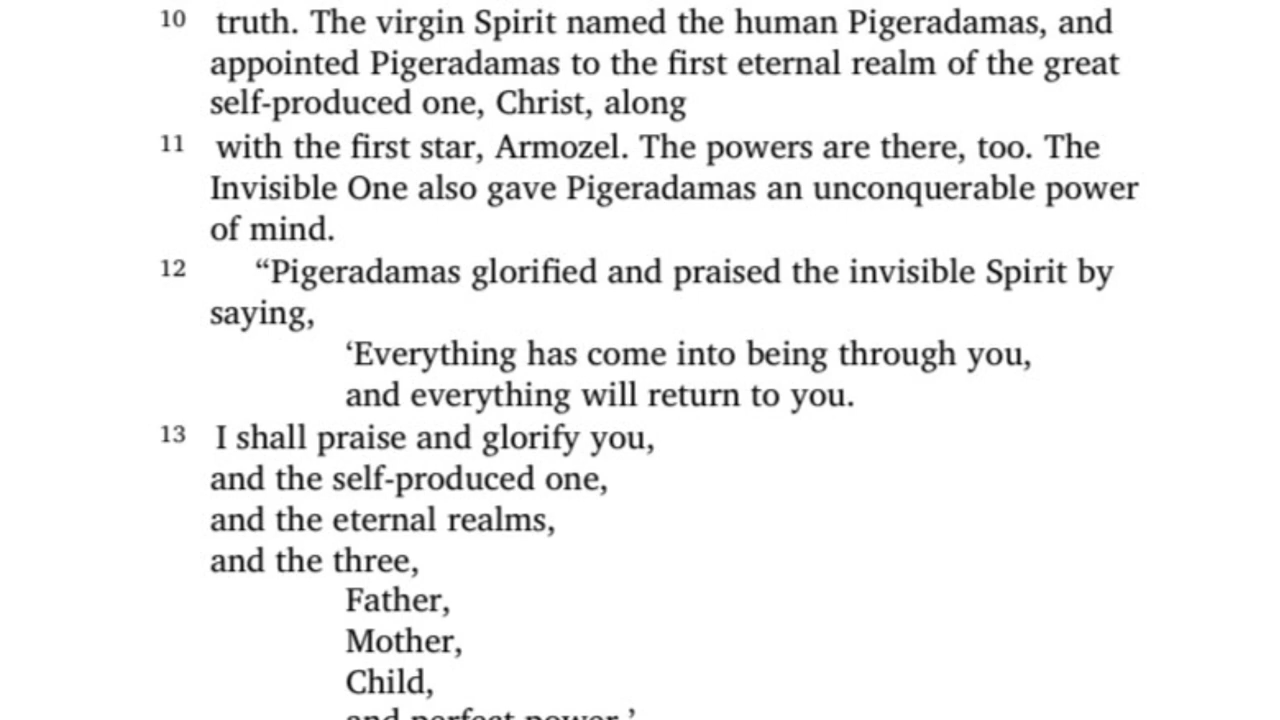 10 truth. The virgin Spirit named the human Pigeradamas, and
appointed Pigeradamas to the first eternal realm of the great
self-produced one, Christ, along
11 with the first star, Armozel. The powers are there, too. The
Invisible One also gave Pigeradamas an unconquerable power
of mind.
12 “Pigeradamas glorified and praised the invisible Spirit by
saying,
‘Everything has come into being through you,
and everything will return to you.
13 I shall praise and glorify you,
and the self-produced one,
and the eternal realms,
and the three,
Father,
Mother,
Child,
and perfect power.’